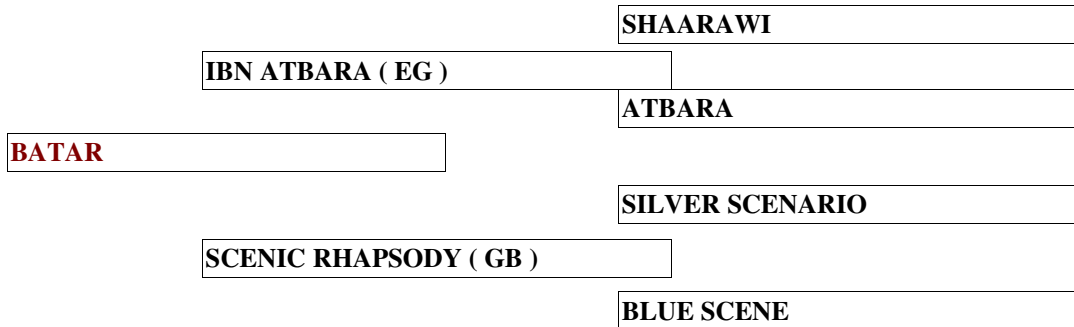 SHAARAWI
IBN ATBARA ( EG )
ATBARA
BATAR
SILVER SCENARIO
SCENIC RHAPSODY ( GB )
BLUE SCENE